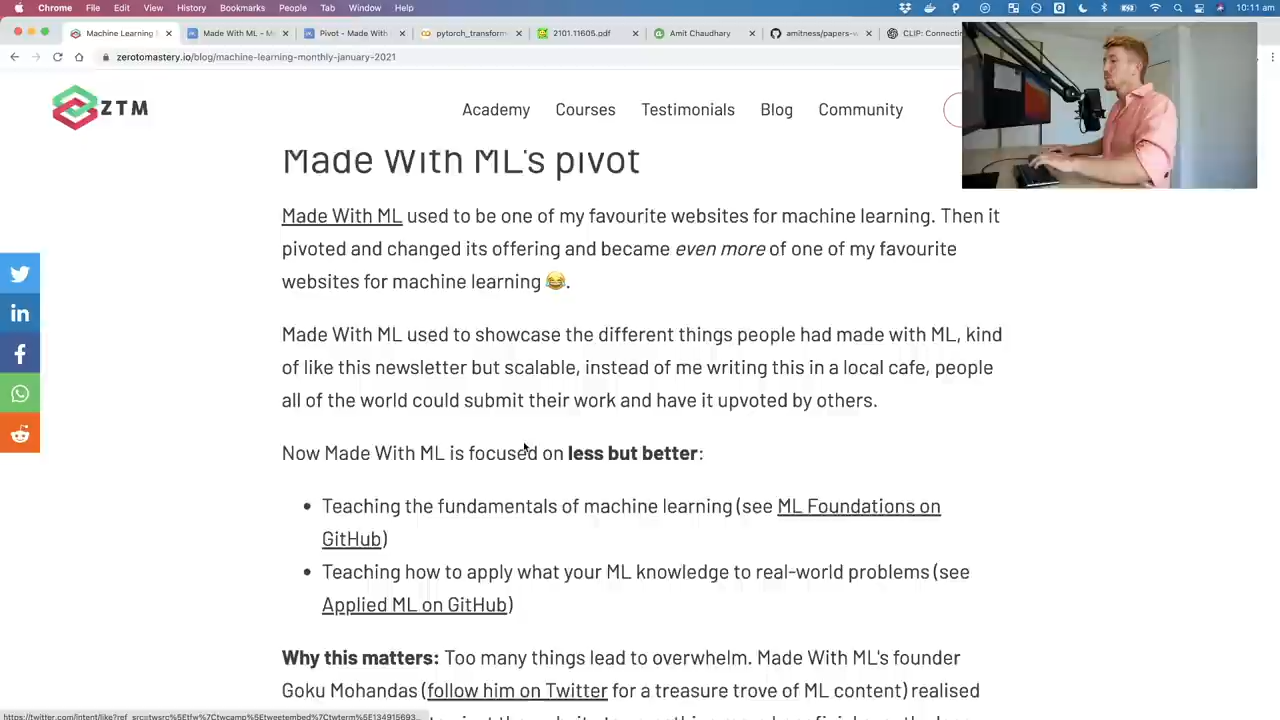 Chrome File Edit View History Bookmarks People Tab Window Help 10:11 am
Machine Learning Made With ML - M Pivot - Made With pytorch_transform 2101.11605.pdf Amit Chaudhary amitness/papers-v CLIP: Connectin
zerotomastery.io/blog/machine-learning-monthly-january-2021
ZTM Academy Courses Testimonials Blog Community
Made With ML's pivot
Made With ML used to be one of my favourite websites for machine learning. Then it
pivoted and changed its offering and became even more of one of my favourite
websites for machine learning 😂.
Made With ML used to showcase the different things people had made with ML, kind
of like this newsletter but scalable, instead of me writing this in a local cafe, people
all of the world could submit their work and have it upvoted by others.
Now Made With ML is focused on less but better:
• Teaching the fundamentals of machine learning (see ML Foundations on
GitHub)
• Teaching how to apply what your ML knowledge to real-world problems (see
Applied ML on GitHub)
Why this matters: Too many things lead to overwhelm. Made With ML's founder
Goku Mohandas (follow him on Twitter for a treasure trove of ML content) realised